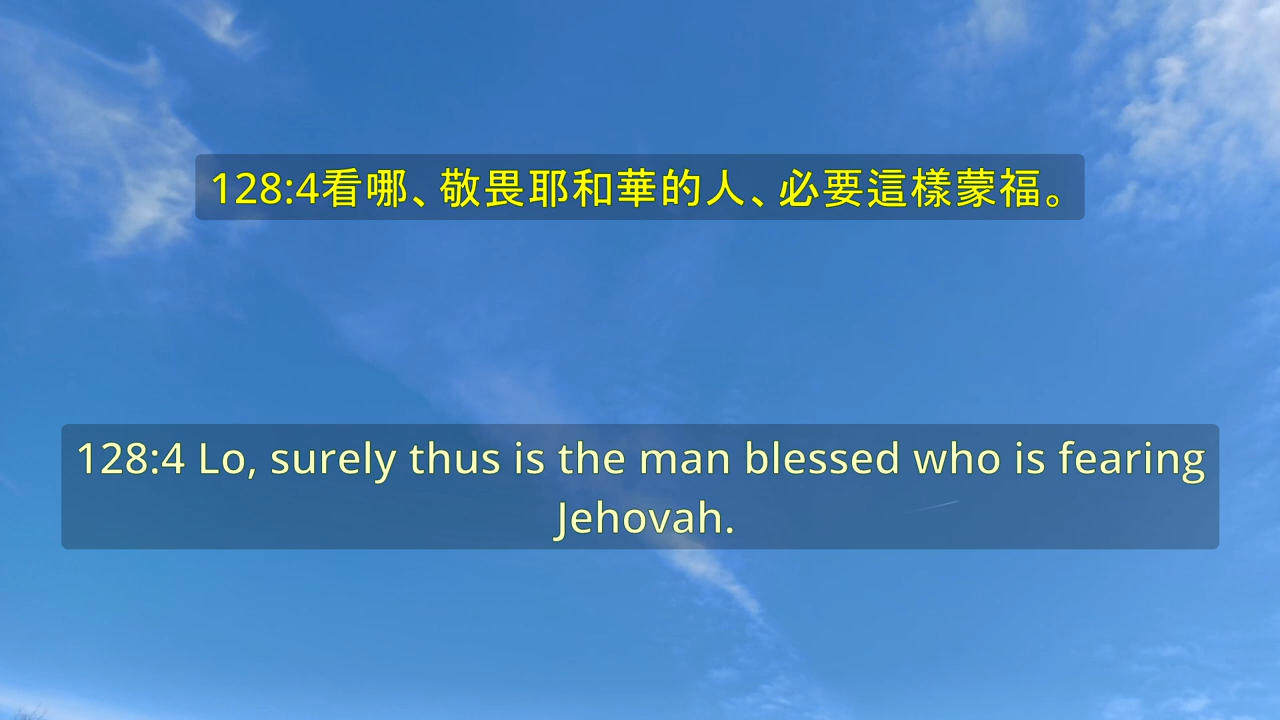 128:4看哪、敬畏耶和華的人、必要這樣蒙福。
128:4 Lo, surely thus is the man blessed who is fearing
Jehovah.